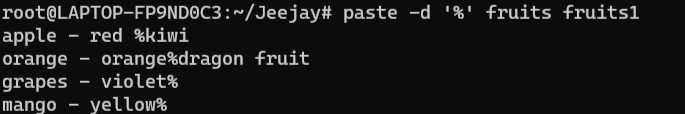 root@LAPTOP-FP9ND0C3:~/Jeejay# paste -d '%' fruits fruits1
apple - red %kiwi
orange - orange%dragon fruit
grapes - violet%
mango - yellow%